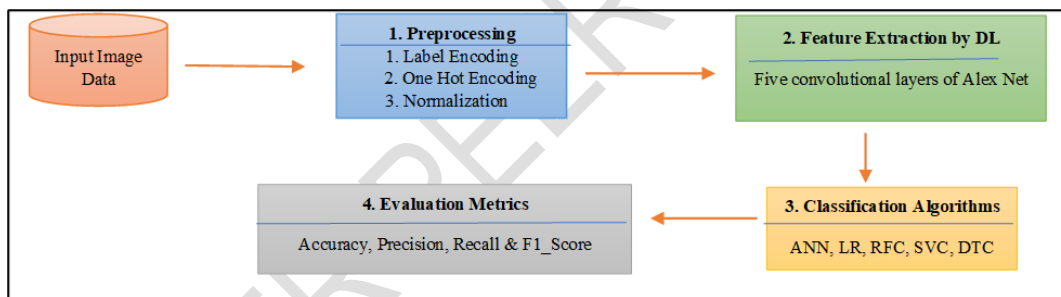 Input Image
Data
1. Preprocessing
1. Label Encoding
2. One Hot Encoding
3. Normalization
2. Feature Extraction by DL
Five convolutional layers of Alex Net
3. Classification Algorithms
ANN, LR, RFC, SVC, DTC
4. Evaluation Metrics
Accuracy, Precision, Recall & F1_Score